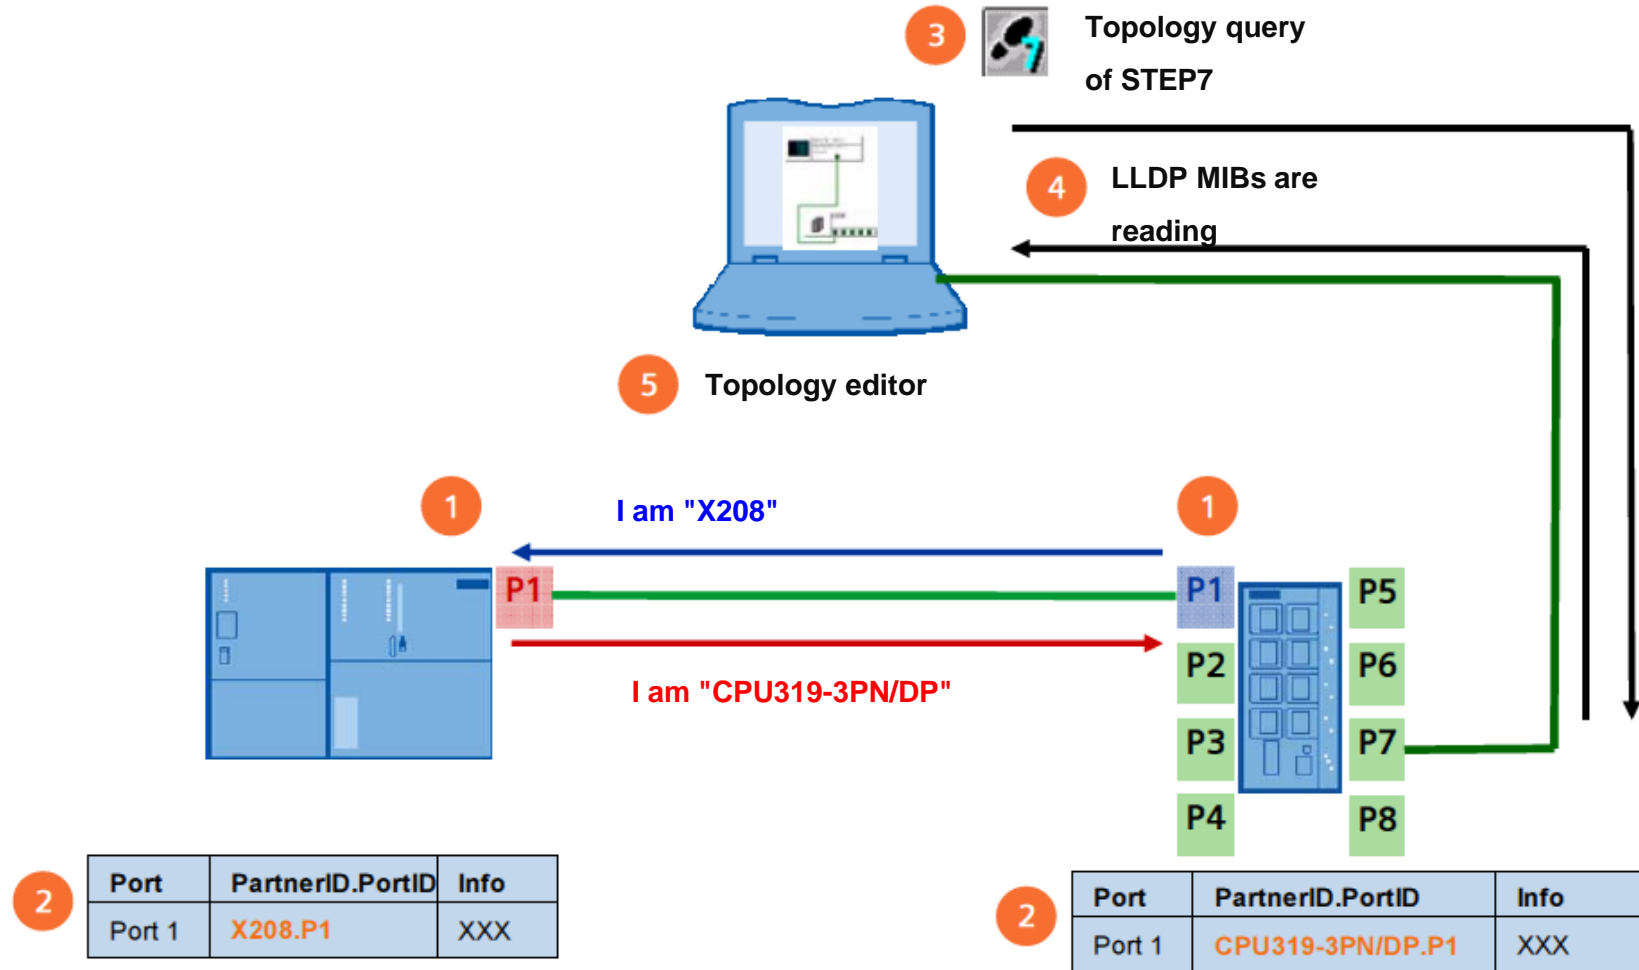 3
7
Topology query
of STEP7
4
LLDP MIBs are
reading
5
Topology editor
1
I am "X208"
1
P1
P1
P5
P2
P6
I am "CPU319-3PN/DP"
P3
P7
P4
P8
2
Port PartnerID.PortID Info
Port 1 X208.P1 XXX
2
Port PartnerID.PortID Info
Port 1 CPU319-3PN/DP.P1 XXX